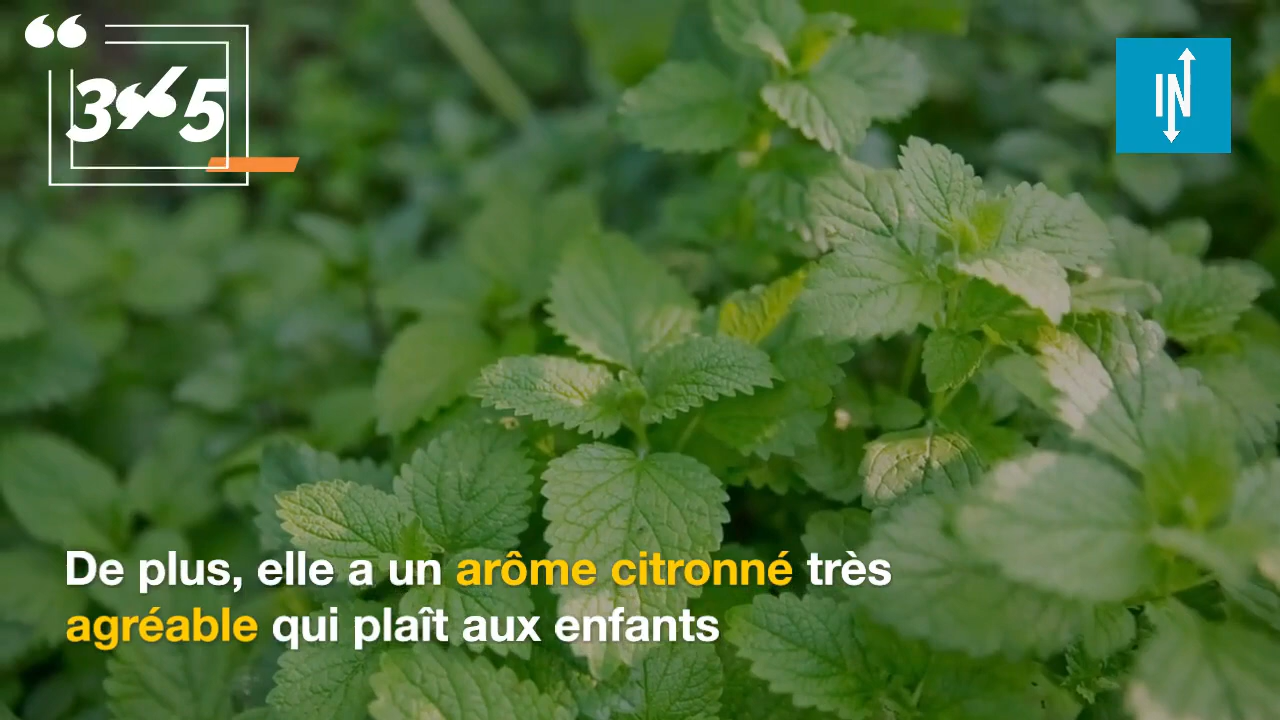 365
IN
De plus, elle a un arôme citronné très
agréable qui plaît aux enfants